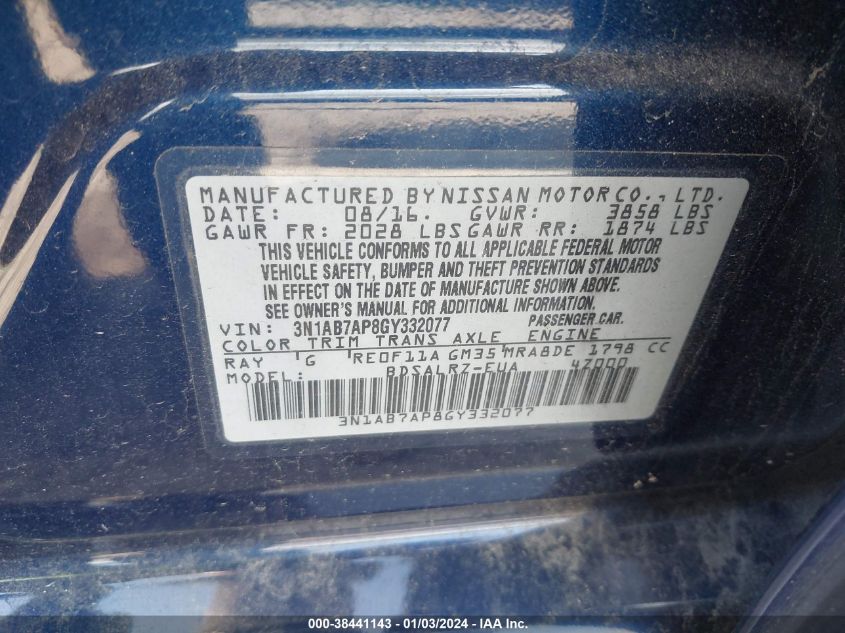 MANUFACTURED BY NISSAN MOTOR CO., LTD.
DATE: 08/16. GVWR: 3858 LBS
GAWR FR: 2028 LBS GAWR RR: 1874 LBS
THIS VEHICLE CONFORMS TO ALL APPLICABLE FEDERAL MOTOR
VEHICLE SAFETY, BUMPER AND THEFT PREVENTION STANDARDS
IN EFFECT ON THE DATE OF MANUFACTURE SHOWN ABOVE.
SEE OWNER'S MANUAL FOR ADDITIONAL INFORMATION.
VIN: 3N1AB7AP8GY332077 PASSENGER CAR.
COLOR TRIM TRANS AXLE ENGINE
RAY G RE0F11A GM35 MRA8DE 1798 CC
MODEL: BDSALRZ-EUA 4Z000
3N1AB7AP8GY332077
000-38441143 - 01/03/2024 - IAA Inc.